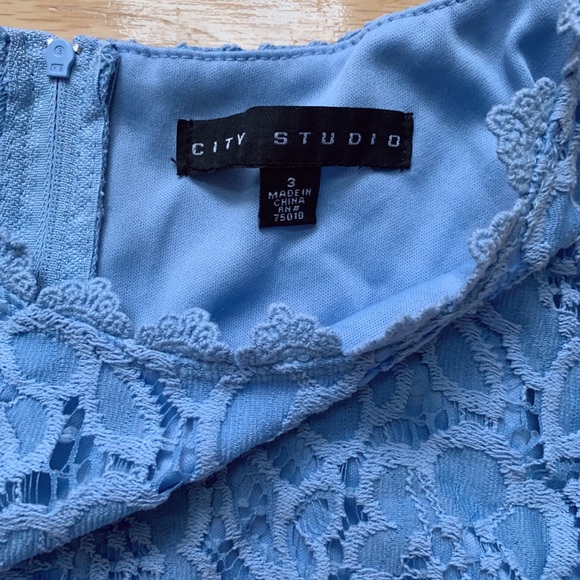 CITY STUDIO
3
MADE IN
CHINA
RN#
75010